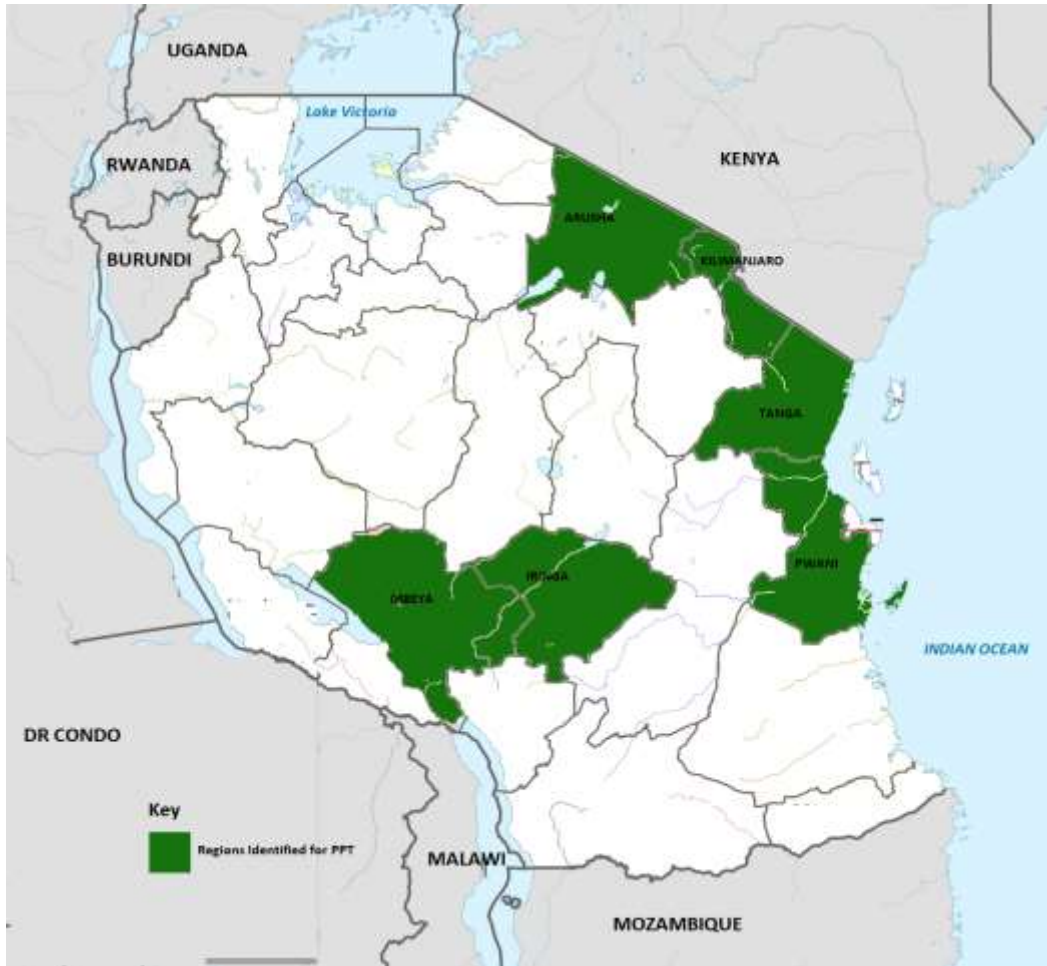 UGANDA
Lake Victoria
RWANDA
KENYA
ARUSHA
BURUNDI
KILIMANJARO
TANGA
PWANI
IRINGA
MBEYA
INDIAN OCEAN
DR CONDO
Key
Regions Identified for PPT
MALAWI
MOZAMBIQUE